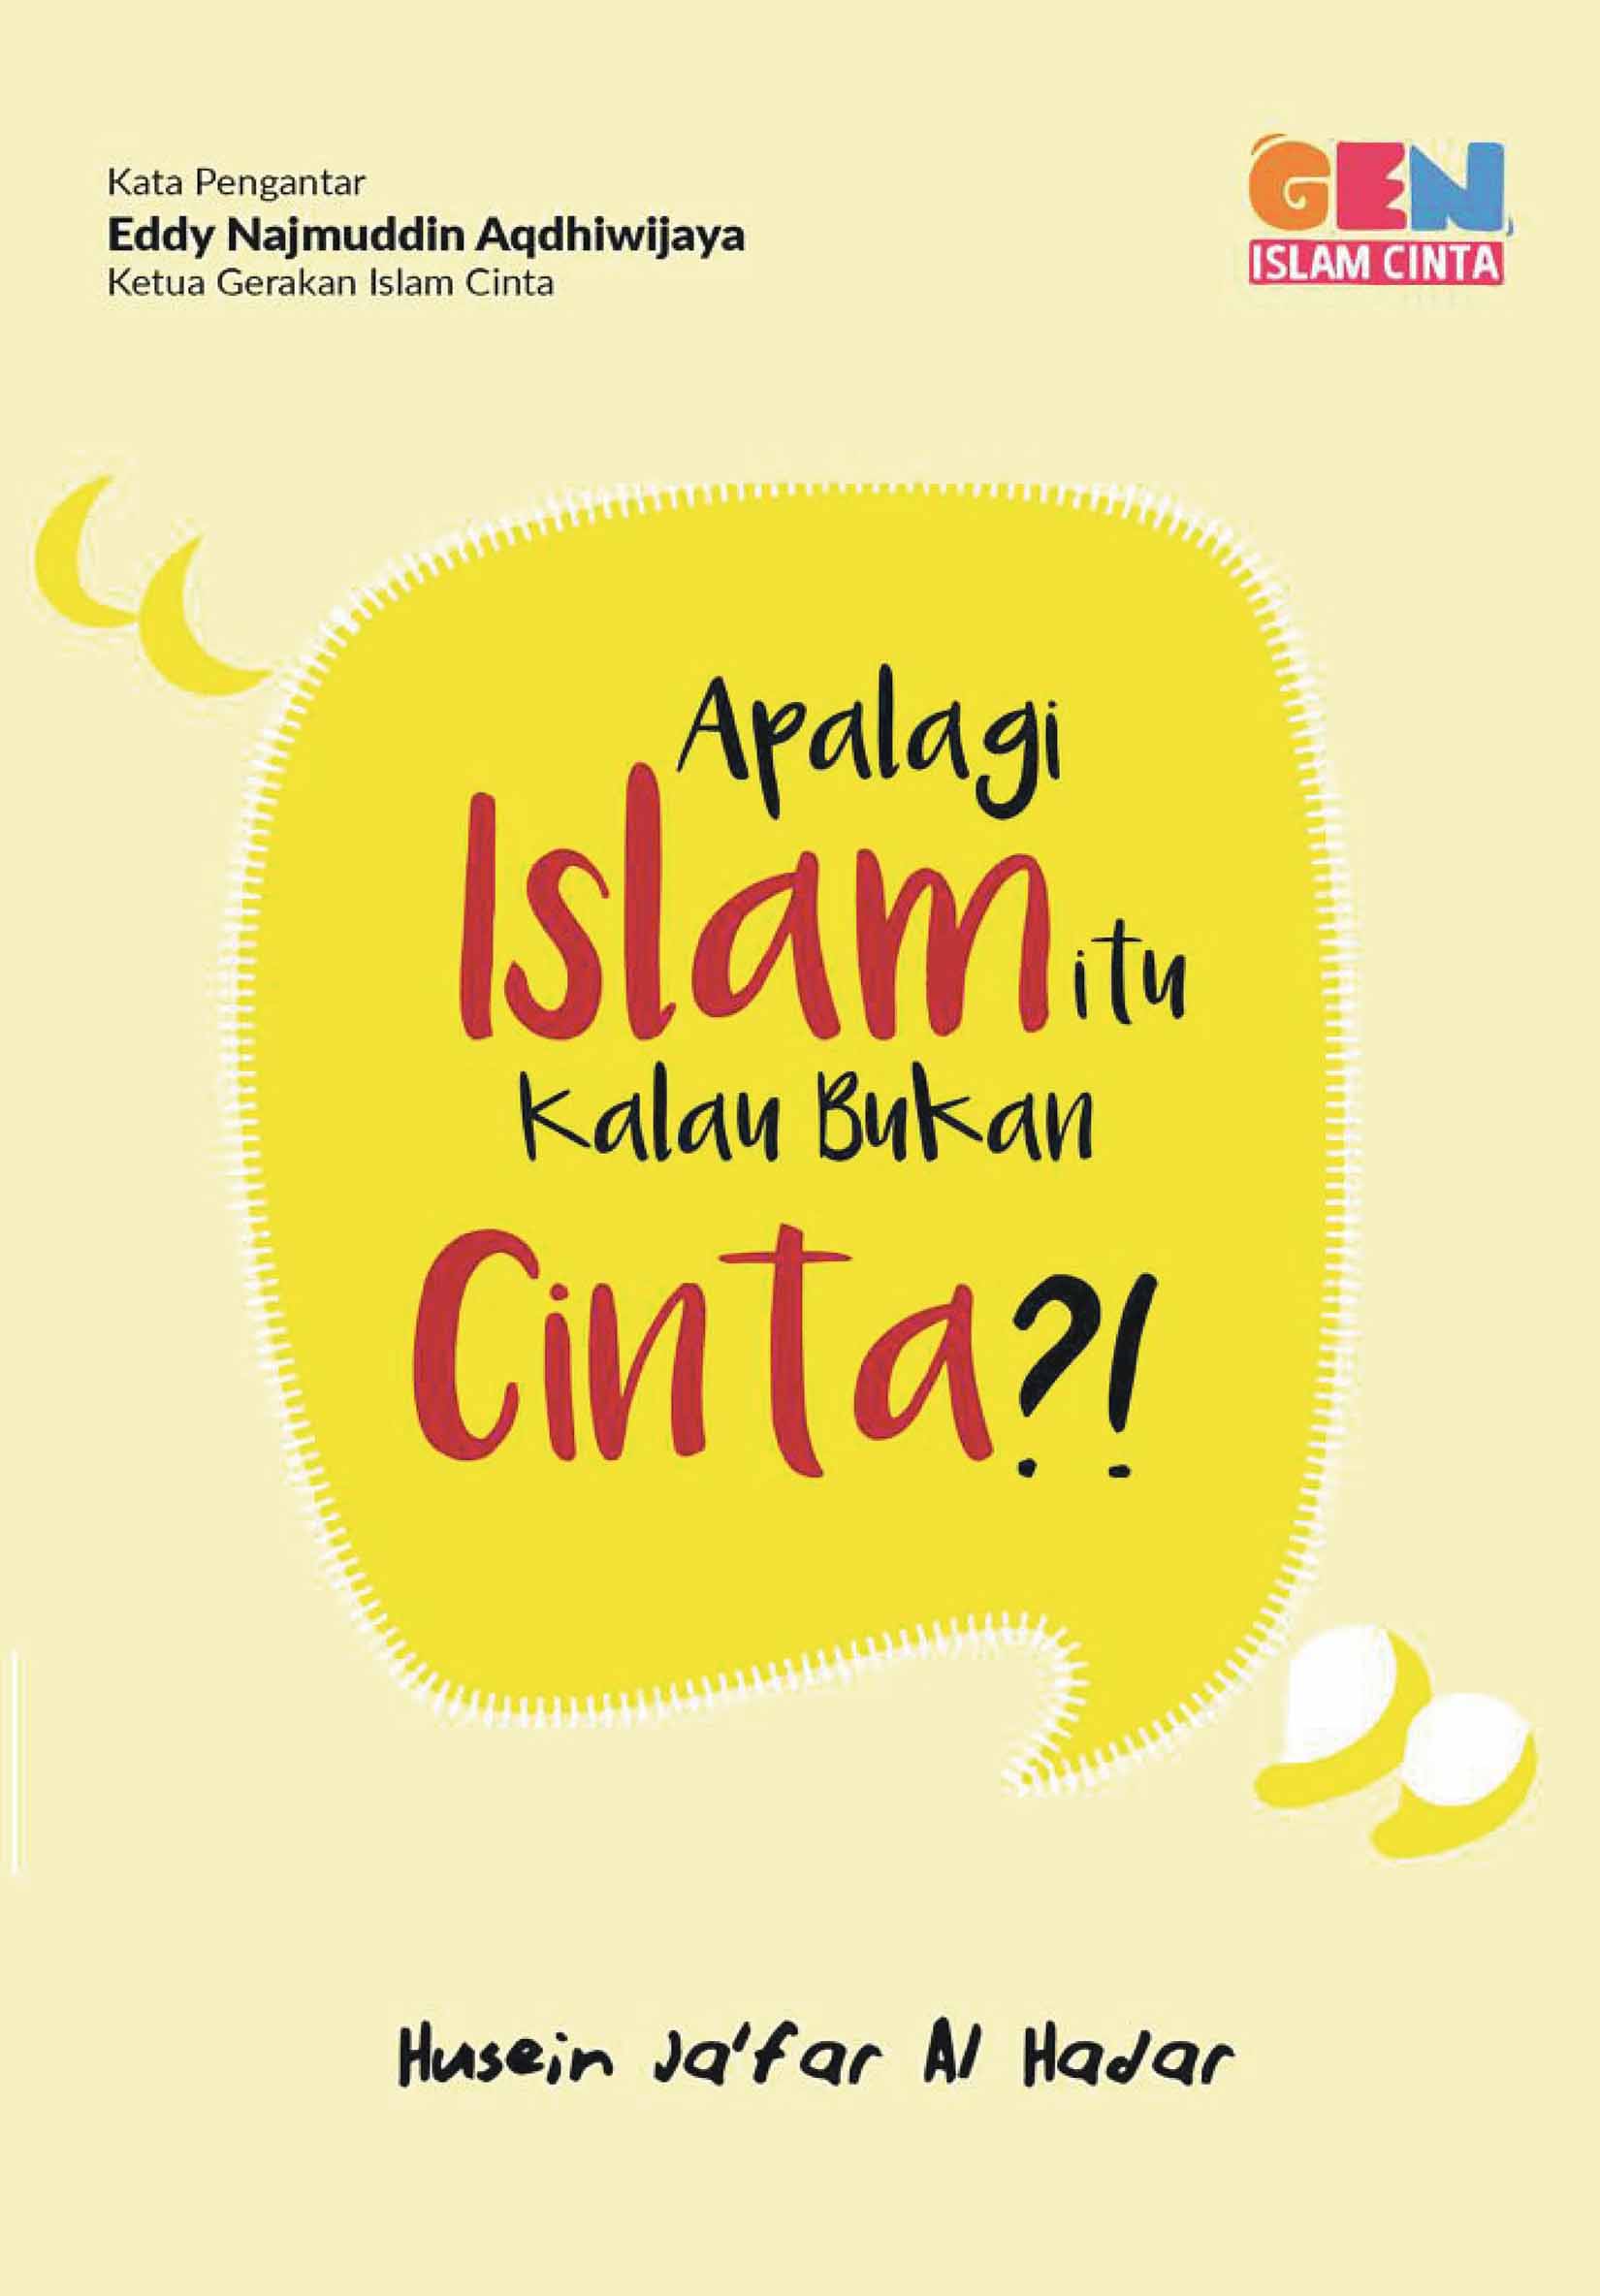 Kata Pengantar
Eddy Najmuddin Aqdhiwijaya
Ketua Gerakan Islam Cinta
GEN
ISLAM CINTA
Apalagi
Islam itu
Kalau Bukan
Cinta?!
Husein Ja'far Al Hadar